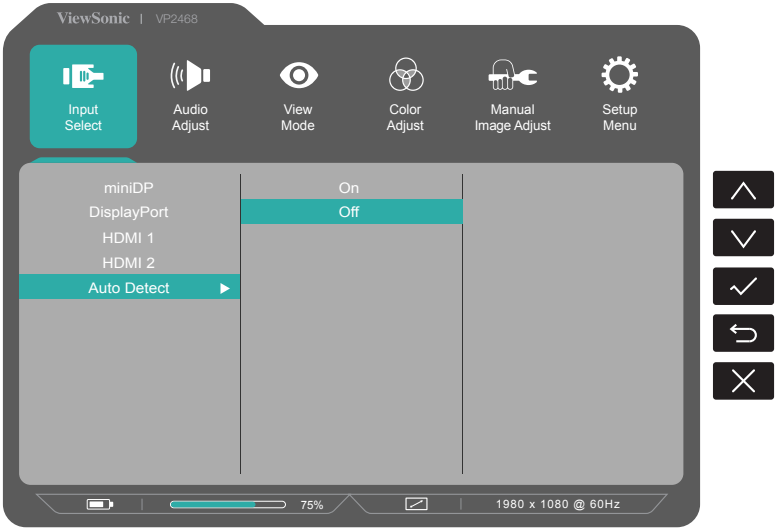 ViewSonic | VP2468
Input
Select
Audio
Adjust
View
Mode
Color
Adjust
Manual
Image Adjust
Setup
Menu
miniDP
DisplayPort
HDMI 1
HDMI 2
Auto Detect
On
Off
75%
1980 x 1080 @ 60Hz